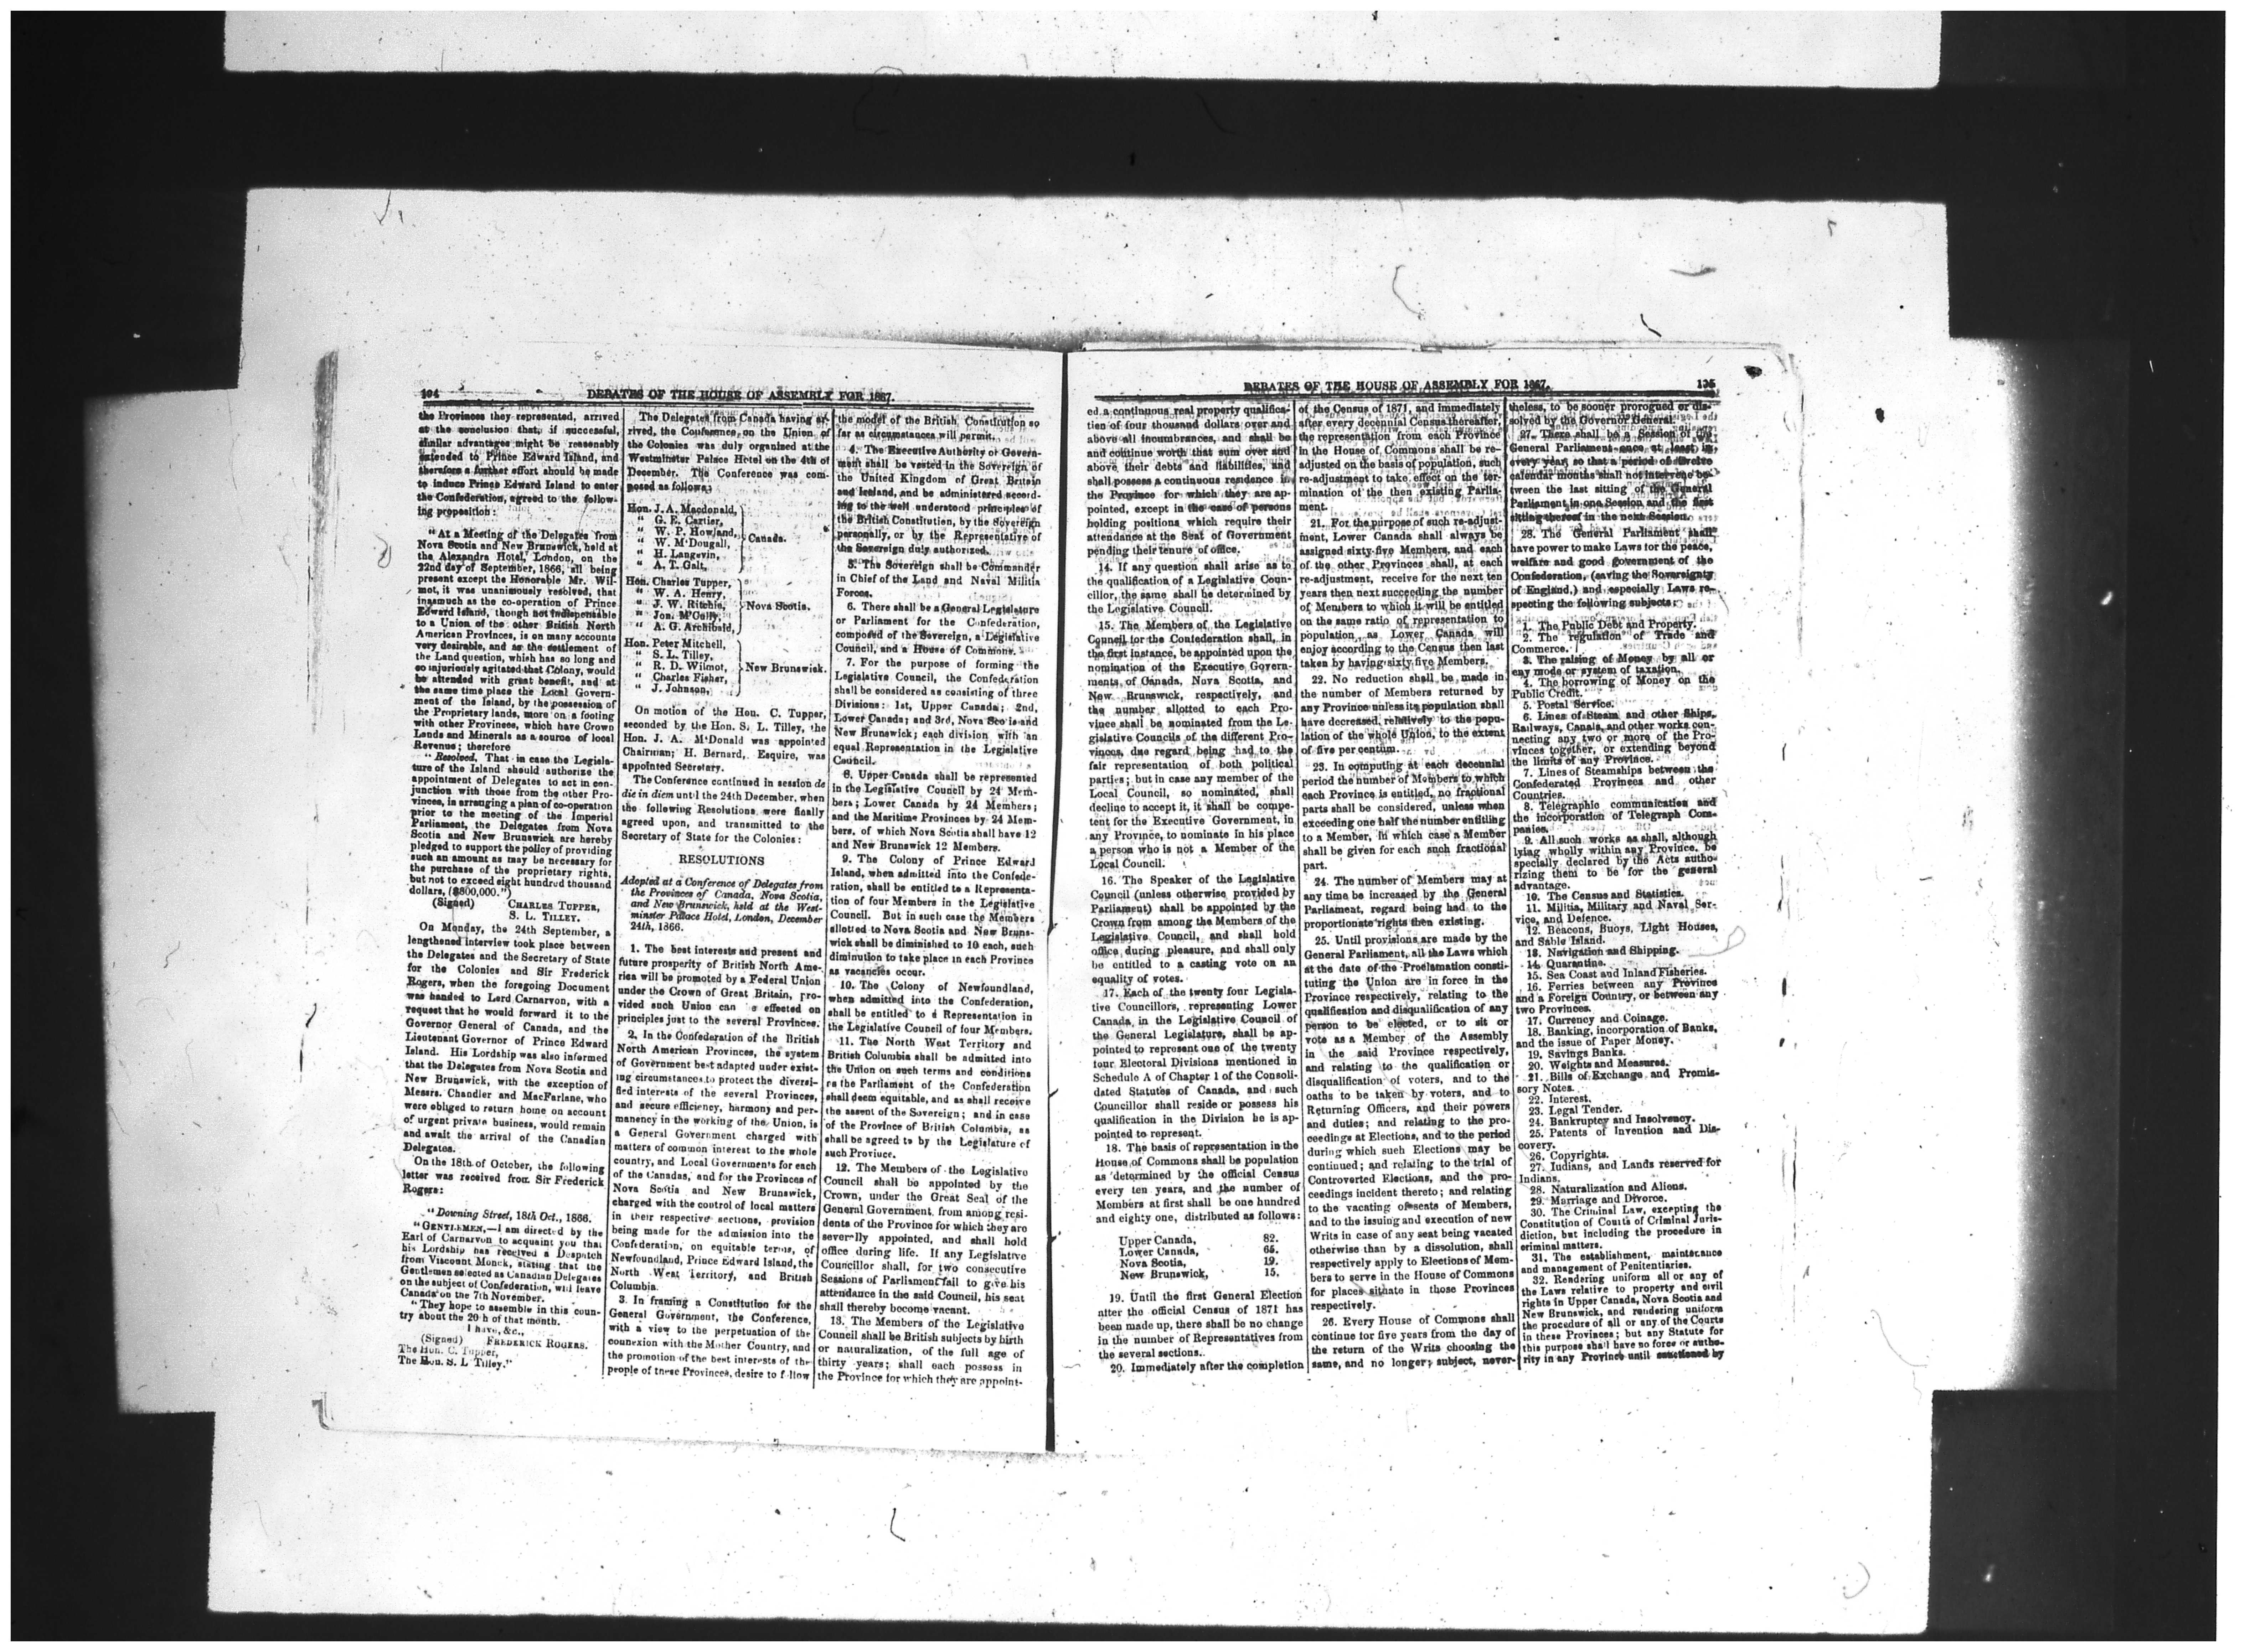 104 DEBATES OF THE HOUSE OF ASSEMBLY FOR 1867.
the Provinces they represented, arrived
at the conclusion that, if successful,
similar advantages might be reasonably
extended to Prince Edward Island, and
therefore a further effort should be made
to induce Prince Edward Island to enter
the Confederation, agreed to the follow-
ing proposition:
"At a Meeting of the Delegates from
Nova Scotia and New Brunswick, held at
the Alexandra Hotel, London, on the
22nd day of September, 1866, all being
present except the Honorable Mr. Wil-
mot, it was unanimously resolved, that
inasmuch as the co-operation of Prince
Edward Island, though not indispensable
to a Union of the other British North
American Provinces, is on many accounts
very desirable, and as the settlement of
the Land question, which has so long and
so injuriously agitated that Colony, would
be attended with great benefit, and at
the same time place the Local Govern-
ment of the Island, by the possession of
the Proprietary lands, more on a footing
with other Provinces, which have Crown
Lands and Minerals as a source of local
Revenue; therefore
"Resolved, That in case the Legisla-
ture of the Island should authorize the
appointment of Delegates to act in con-
junction with those from the other Pro-
vinces, in arranging a plan of co-operation
prior to the meeting of the Imperial
Parliament, the Delegates from Nova
Scotia and New Brunswick are hereby
pledged to support the policy of providing
such an amount as may be necessary for
the purchase of the proprietary rights,
but not to exceed eight hundred thousand
dollars, ($800,000.")
(Signed) CHARLES TUPPER,
S. L. TILLEY.
On Monday, the 24th September, a
lengthened interview took place between
the Delegates and the Secretary of State
for the Colonies and Sir Frederick
Rogers, when the foregoing Document
was handed to Lord Carnarvon, with a
request that he would forward it to the
Governor General of Canada, and the
Lieutenant Governor of Prince Edward
Island. His Lordship was also informed
that the Delegates from Nova Scotia and
New Brunswick, with the exception of
Messrs. Chandler and MacFarlane, who
were obliged to return home on account
of urgent private business, would remain
and await the arrival of the Canadian
Delegates.
On the 18th of October, the following
letter was received from Sir Frederick
Rogers:
"Downing Street, 18th Oct., 1866.
"GENTLEMEN,—I am directed by the
Earl of Carnarvon to acquaint you that
his Lordship has received a Despatch
from Viscount Monck, stating that the
Gentlemen selected as Canadian Delegates
on the subject of Confederation, will leave
Canada on the 7th November.
"They hope to assemble in this coun-
try about the 20 h of that month.
I have, &c.,
(Signed) FREDERICK ROGERS.
The Hon. C. Tupper,
The Hon. S. L Tilley."
The Delegates from Canada having ar-
rived, the Conference on the Union of
the Colonies was duly organised at the
Westminster Palace Hotel on the 4th of
December. The Conference was com-
posed as follows:
Hon. J. A. Macdonald,
" G. E. Cartier,
" W. P. Howland,
" W. M'Dougall,
" H. Langevin,
" A. T. Galt,
Canada.
Hon. Charles Tupper,
" W. A. Henry,
" J. W. Ritchie,
" Jon. M'Cully,
" A. G. Archibald,
Nova Scotia.
Hon. Peter Mitchell,
" S. L. Tilley,
" R. D. Wilmot,
" Charles Fisher,
" J. Johnson,
New Brunswick.
On motion of the Hon. C. Tupper,
seconded by the Hon. S. L. Tilley, the
Hon. J. A. M'Donald was appointed
Chairman; H. Bernard, Esquire, was
appointed Secretary.
The Conference continued in session de
die in diem until the 24th December, when
the following Resolutions were finally
agreed upon, and transmitted to the
Secretary of State for the Colonies:
RESOLUTIONS
Adopted at a Conference of Delegates from
the Provinces of Canada, Nova Scotia,
and New Brunswick, held at the West-
minster Palace Hotel, London, December
24th, 1866.
1. The best interests and present and
future prosperity of British North Ame-
rica will be promoted by a Federal Union
under the Crown of Great Britain, pro-
vided such Union can e effected on
principles just to the several Provinces.
2. In the Confederation of the British
North American Provinces, the system
of Government best adapted under exist-
ing circumstances to protect the diversi-
fied interests of the several Provinces,
and secure efficiency, harmony and per-
manency in the working of the Union, is
a General Government charged with
matters of common interest to the whole
country, and Local Governments for each
of the Canadas, and for the Provinces of
Nova Scotia and New Brunswick,
charged with the control of local matters
in their respective sections, provision
being made for the admission into the
Confederation, on equitable terms, of
Newfoundland, Prince Edward Island, the
North West Territory, and British
Columbia.
3. In framing a Constitution for the
General Government, the Conference,
with a view to the perpetuation of the
connexion with the Mother Country, and
the promotion of the best interests of the
people of these Provinces, desire to f llow
the model of the British Constitution so
far as circumstances will permit.
4. The Executive Authority or Govern-
ment shall be vested in the Sovereign of
the United Kingdom of Great Britain
and Ireland, and be administered accord-
ing to the well understood principles of
the British Constitution, by the Sovereign
personally, or by the Representative of
the Sovereign duly authorized.
5. The Sovereign shall be Commander
in Chief of the Land and Naval Militia
Forces.
6. There shall be a General Legislature
or Parliament for the Confederation,
composed of the Sovereign, a Legislative
Council, and a House of Commons.
7. For the purpose of forming the
Legislative Council, the Confederation
shall be considered as consisting of three
Divisions: 1st, Upper Canada; 2nd,
Lower Canada; and 3rd, Nova Sco ia and
New Brunswick; each division with an
equal Representation in the Legislative
Council.
8. Upper Canada shall be represented
in the Legislative Council by 24 Mem-
bers; Lower Canada by 24 Members;
and the Maritime Provinces by 24 Mem-
bers, of which Nova Scotia shall have 12
and New Brunswick 12 Members.
9. The Colony of Prince Edward
Island, when admitted into the Confede-
ration, shall be entitled to a Representa-
tion of four Members in the Legislative
Council. But in such case the Members
allotted to Nova Scotia and New Bruns-
wick shall be diminished to 10 each, such
diminution to take place in each Province
as vacancies occur.
10. The Colony of Newfoundland,
when admitted into the Confederation,
shall be entitled to a Representation in
the Legislative Council of four Members.
11. The North West Territory and
British Columbia shall be admitted into
the Union on such terms and conditions
as the Parliament of the Confederation
shall deem equitable, and as shall receive
the assent of the Sovereign; and in case
of the Province of British Columbia, as
shall be agreed to by the Legislature of
such Province.
12. The Members of the Legislative
Council shall be appointed by the
Crown, under the Great Seal of the
General Government, from among resi-
dents of the Province for which they are
severally appointed, and shall hold
office during life. If any Legislative
Councillor shall, for two consecutive
Sessions of Parliament fail to give his
attendance in the said Council, his seat
shall thereby become vacant.
13. The Members of the Legislative
Council shall be British subjects by birth
or naturalization, of the full age of
thirty years; shall each possess in
the Province for which they are appoint-
DEBATES OF THE HOUSE OF ASSEMBLY FOR 1867. 105
ed a continuous real property qualifica-
tion of four thousand dollars over and
above all incumbrances, and shall be
and continue worth that sum over and
above their debts and liabilities, and
shall possess a continuous residence in
the Province for which they are ap-
pointed, except in the case of persons
holding positions which require their
attendance at the Seat of Government
pending their tenure of office.
14. If any question shall arise as to
the qualification of a Legislative Coun-
cillor, the same shall be determined by
the Legislative Council.
15. The Members of the Legislative
Council for the Confederation shall, in
the first instance, be appointed upon the
nomination of the Executive Govern-
ments of Canada, Nova Scotia, and
New Brunswick, respectively, and
the number allotted to each Pro-
vince shall be nominated from the Le-
gislative Councils of the different Pro-
vinces, due regard being had to the
fair representation of both political
parties; but in case any member of the
Local Council, so nominated, shall
decline to accept it, it shall be compe-
tent for the Executive Government, in
any Province, to nominate in his place
a person who is not a Member of the
Local Council.
16. The Speaker of the Legislative
Council (unless otherwise provided by
Parliament) shall be appointed by the
Crown from among the Members of the
Legislative Council, and shall hold
office during pleasure, and shall only
be entitled to a casting vote on an
equality of votes.
17. Each of the twenty four Legisla-
tive Councillors, representing Lower
Canada in the Legislative Council of
the General Legislature, shall be ap-
pointed to represent one of the twenty
four Electoral Divisions mentioned in
Schedule A of Chapter 1 of the Consoli-
dated Statutes of Canada, and such
Councillor shall reside or possess his
qualification in the Division he is ap-
pointed to represent.
18. The basis of representation in the
House of Commons shall be population
as determined by the official Census
every ten years, and the number of
Members at first shall be one hundred
and eighty one, distributed as follows:
Upper Canada, 82.
Lower Canada, 65.
Nova Scotia, 19.
New Brunswick, 15.
19. Until the first General Election
after the official Census of 1871 has
been made up, there shall be no change
in the number of Representatives from
the several sections.
20. Immediately after the completion
of the Census of 1871, and immediately
after every decennial Census thereafter,
the representation from each Province
in the House of Commons shall be re-
adjusted on the basis of population, such
re-adjustment to take effect on the ter-
mination of the then existing Parlia-
ment.
21. For the purpose of such re-adjust-
ment, Lower Canada shall always be
assigned sixty-five Members, and each
of the other Provinces shall, at each
re-adjustment, receive for the next ten
years then next succeeding the number
of Members to which it will be entitled
on the same ratio of representation to
population, as Lower Canada will
enjoy according to the Census then last
taken by having sixty five Members.
22. No reduction shall be made in
the number of Members returned by
any Province unless its population shall
have decreased, relatively to the popu-
lation of the whole Union, to the extent
of five per centum.
23. In computing at each decennial
period the number of Members to which
each Province is entitled, no fractional
parts shall be considered, unless when
exceeding one half the number entitling
to a Member, in which case a Member
shall be given for each such fractional
part.
24. The number of Members may at
any time be increased by the General
Parliament, regard being had to the
proportionate rights then existing.
25. Until provisions are made by the
General Parliament, all the Laws which
at the date of the Proclamation consti-
tuting the Union are in force in the
Province respectively, relating to the
qualification and disqualification of any
person to be elected, or to sit or
vote as a Member of the Assembly
in the said Province respectively,
and relating to the qualification or
disqualification of voters, and to the
oaths to be taken by voters, and to
Returning Officers, and their powers
and duties; and relating to the pro-
ceedings at Elections, and to the period
during which such Elections may be
continued; and relating to the trial of
Controverted Elections, and the pro-
ceedings incident thereto; and relating
to the vacating of seats of Members,
and to the issuing and execution of new
Writs in case of any seat being vacated
otherwise than by a dissolution, shall
respectively apply to Elections of Mem-
bers to serve in the House of Commons
for places situate in those Provinces
respectively.
26. Every House of Commons shall
continue for five years from the day of
the return of the Writs choosing the
same, and no longer; subject, never-
theless, to be sooner prorogued or dis-
solved by the Governor General.
27. There shall be a Session of the
General Parliament once at least in
every year, so that a period of twelve
calendar months shall not intervene be-
tween the last sitting of the General
Parliament in one Session and the first
sitting thereof in the next Session.
28. The General Parliament shall
have power to make Laws for the peace,
welfare and good government of the
Confederation, (saving the Sovereignty
of England,) and especially Laws re-
specting the following subjects:
1. The Public Debt and Property.
2. The regulation of Trade and
Commerce.
3. The raising of Money by all or
any mode or system of taxation.
4. The borrowing of Money on the
Public Credit.
5. Postal Service.
6. Lines of Steam and other Ships,
Railways, Canals, and other works con-
necting any two or more of the Pro-
vinces together, or extending beyond
the limits of any Province.
7. Lines of Steamships between the
Confederated Provinces and other
Countries.
8. Telegraphic communication and
the incorporation of Telegraph Com-
panies.
9. All such works as shall, although
lying wholly within any Province, be
specially declared by the Acts autho-
rizing them to be for the general
advantage.
10. The Census and Statistics.
11. Militia, Military and Naval Ser-
vice, and Defence.
12. Beacons, Buoys, Light Houses,
and Sable Island.
13. Navigation and Shipping.
14. Quarantine.
15. Sea Coast and Inland Fisheries.
16. Ferries between any Province
and a Foreign Country, or between any
two Provinces.
17. Currency and Coinage.
18. Banking, incorporation of Banks,
and the issue of Paper Money.
19. Savings Banks.
20. Weights and Measures.
21. Bills of Exchange and Promis-
sory Notes.
22. Interest.
23. Legal Tender.
24. Bankruptcy and Insolvency.
25. Patents of Invention and Dis-
covery.
26. Copyrights.
27. Indians, and Lands reserved for
Indians.
28. Naturalization and Aliens.
29. Marriage and Divorce.
30. The Criminal Law, excepting the
Constitution of Courts of Criminal Juris-
diction, but including the procedure in
criminal matters.
31. The establishment, maintenance
and management of Penitentiaries.
32. Rendering uniform all or any of
the Laws relative to property and civil
rights in Upper Canada, Nova Scotia and
New Brunswick, and rendering uniform
the procedure of all or any of the Courts
in these Provinces; but any Statute for
this purpose shall have no force or autho-
rity in any Province until sanctioned by